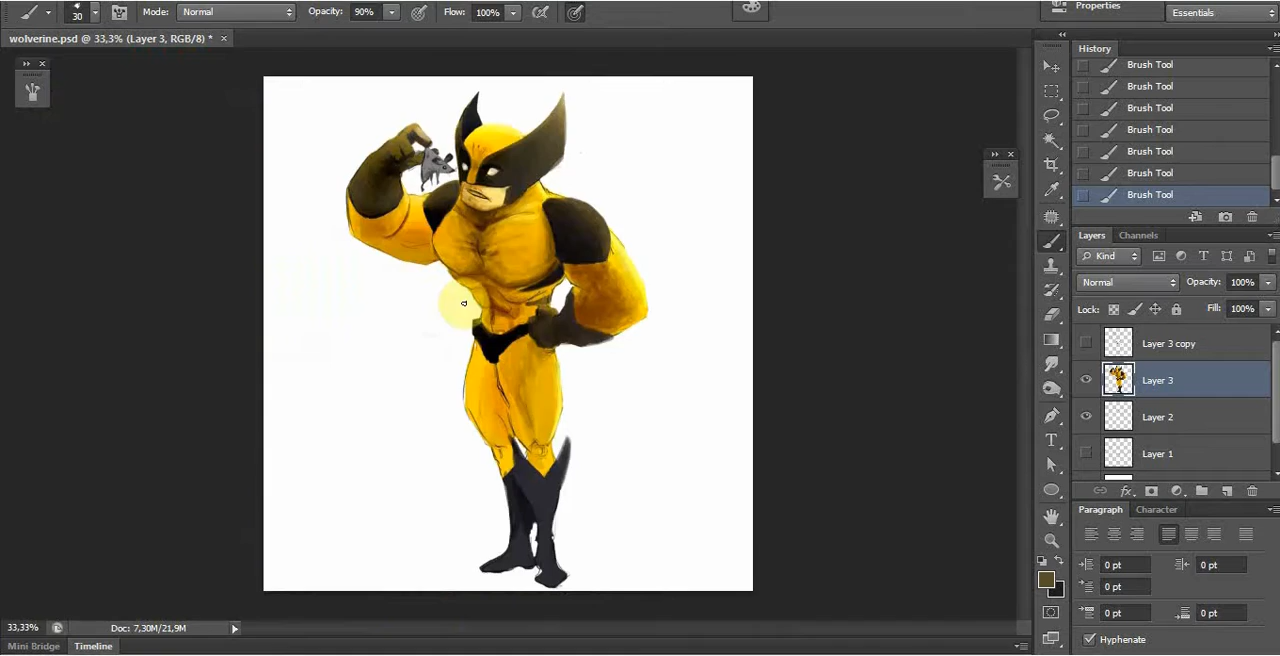 30 Mode: Normal Opacity: 90% Flow: 100% Properties Essentials
wolverine.psd @ 33,3% (Layer 3, RGB/8) * ×
History
Brush Tool
Brush Tool
Brush Tool
Brush Tool
Brush Tool
Brush Tool
Brush Tool
Layers Channels
Kind
Normal Opacity: 100%
Lock: Fill: 100%
Layer 3 copy
Layer 3
Layer 2
Layer 1
fx
Paragraph Character
0 pt 0 pt
0 pt
0 pt 0 pt
Hyphenate
33,33% Doc: 7,30M/21,9M
Mini Bridge Timeline